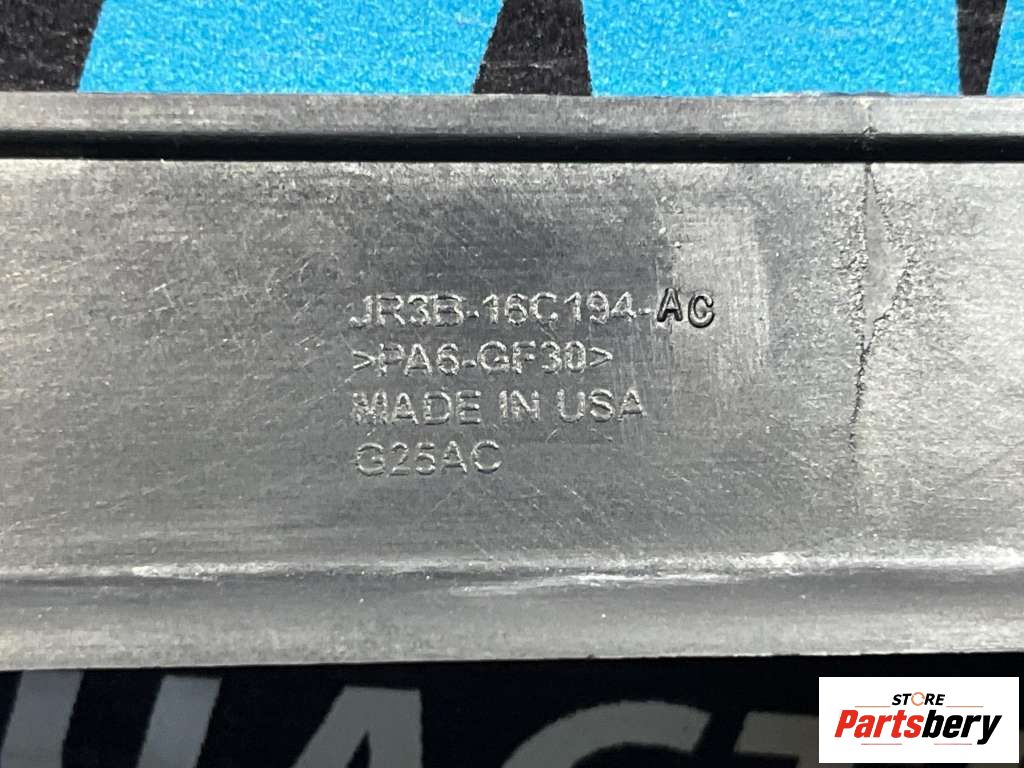 JR3B-16C194-AC
>PA6-GF30>
MADE IN USA
G25AC
STORE
Partsbery